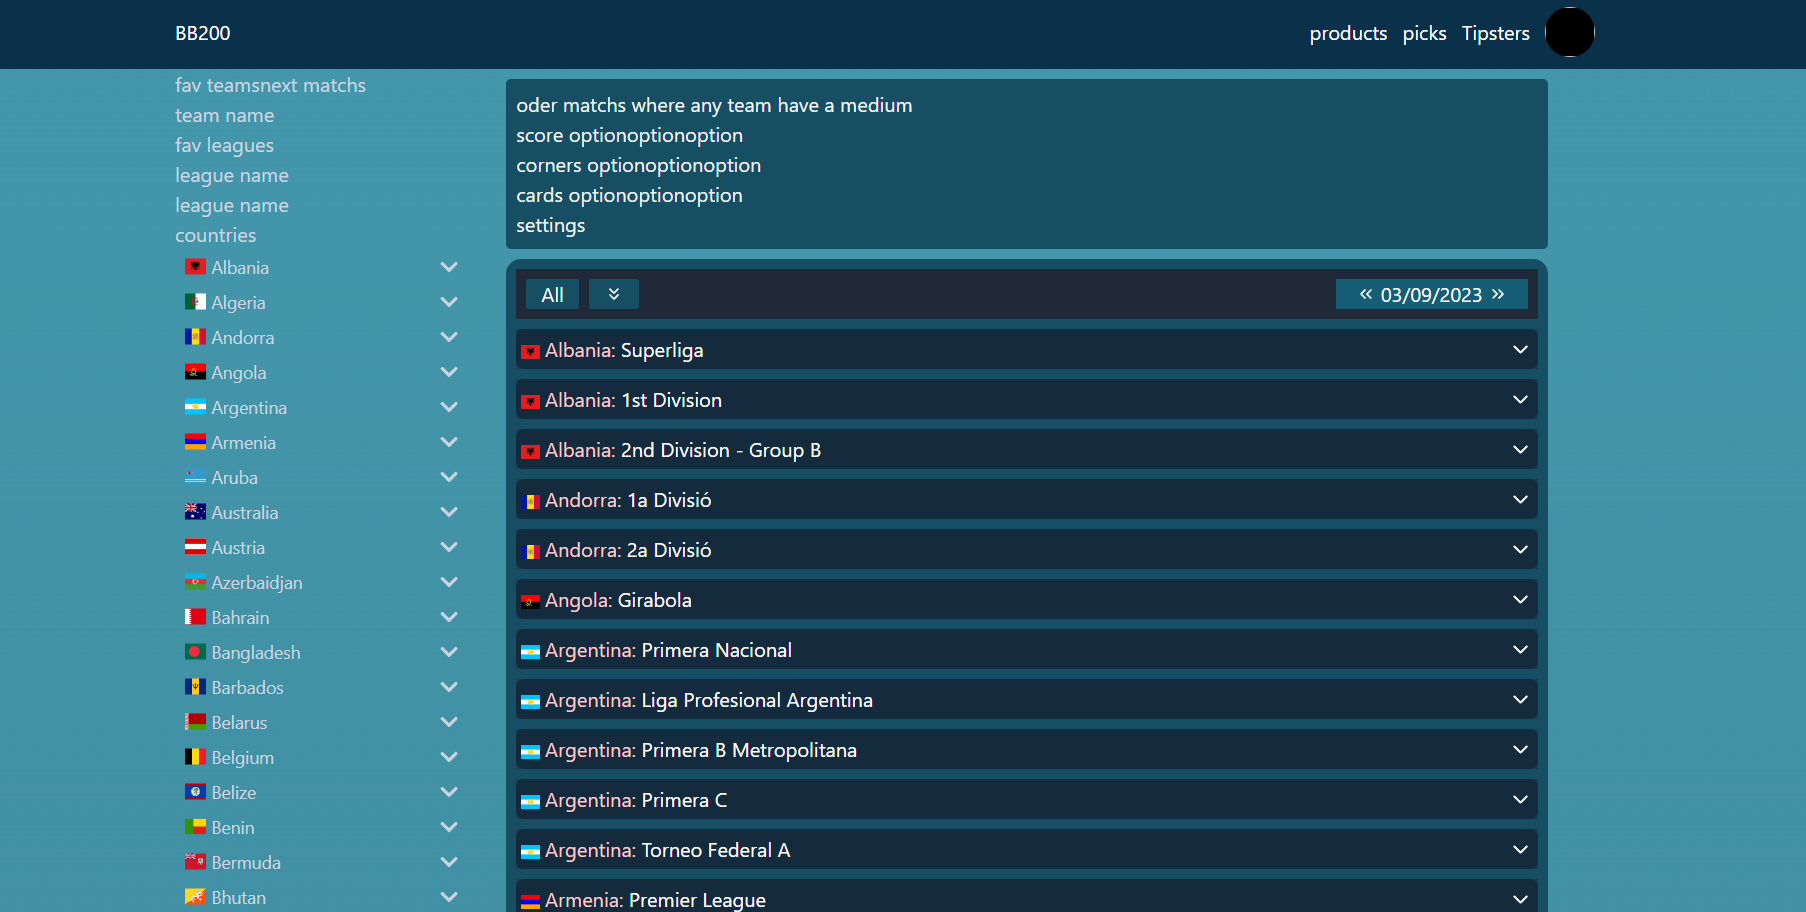 BB200
products picks Tipsters
fav teamsnext matchs
team name
fav leagues
league name
league name
countries
Albania
Algeria
Andorra
Angola
Argentina
Armenia
Aruba
Australia
Austria
Azerbaidjan
Bahrain
Bangladesh
Barbados
Belarus
Belgium
Belize
Benin
Bermuda
Bhutan
oder matchs where any team have a medium
score optionoptionoption
corners optionoptionoption
cards optionoptionoption
settings
All « 03/09/2023 »
Albania: Superliga
Albania: 1st Division
Albania: 2nd Division - Group B
Andorra: 1a Divisió
Andorra: 2a Divisió
Angola: Girabola
Argentina: Primera Nacional
Argentina: Liga Profesional Argentina
Argentina: Primera B Metropolitana
Argentina: Primera C
Argentina: Torneo Federal A
Armenia: Premier League